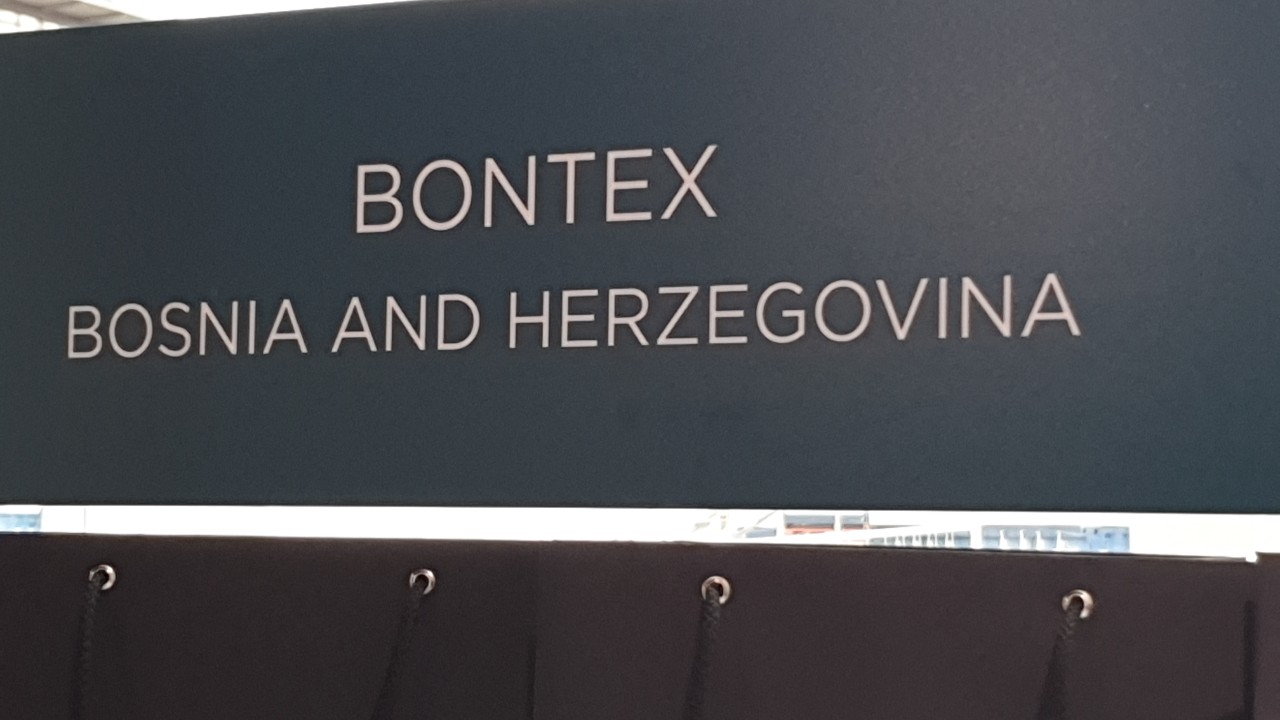 BONTEX
BOSNIA AND HERZEGOVINA